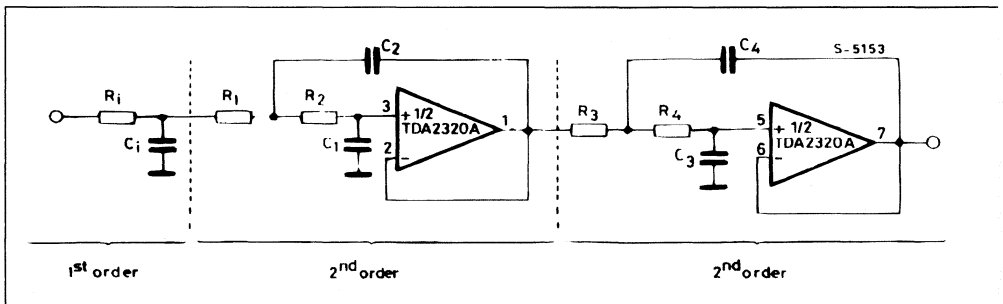 C2
C4
S-5153
Ri
R1
R2
3
+ 1/2
TDA2320A
1
R3
R4
5
+ 1/2
TDA2320A
7
Ci
C1
2
−
C3
6
−
1st order
2nd order
2nd order